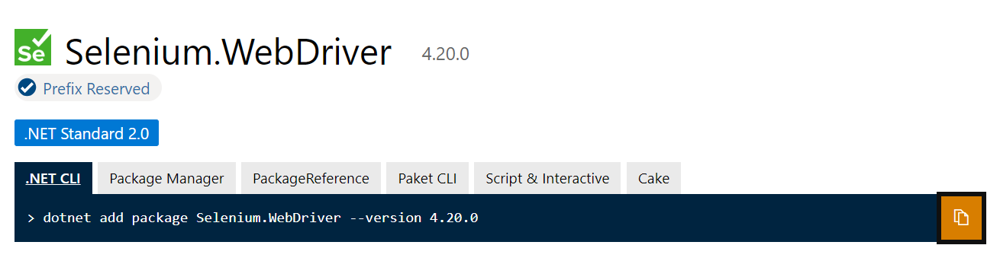 Se Selenium.WebDriver 4.20.0
Prefix Reserved
.NET Standard 2.0
.NET CLI Package Manager PackageReference Paket CLI Script & Interactive Cake
> dotnet add package Selenium.WebDriver --version 4.20.0